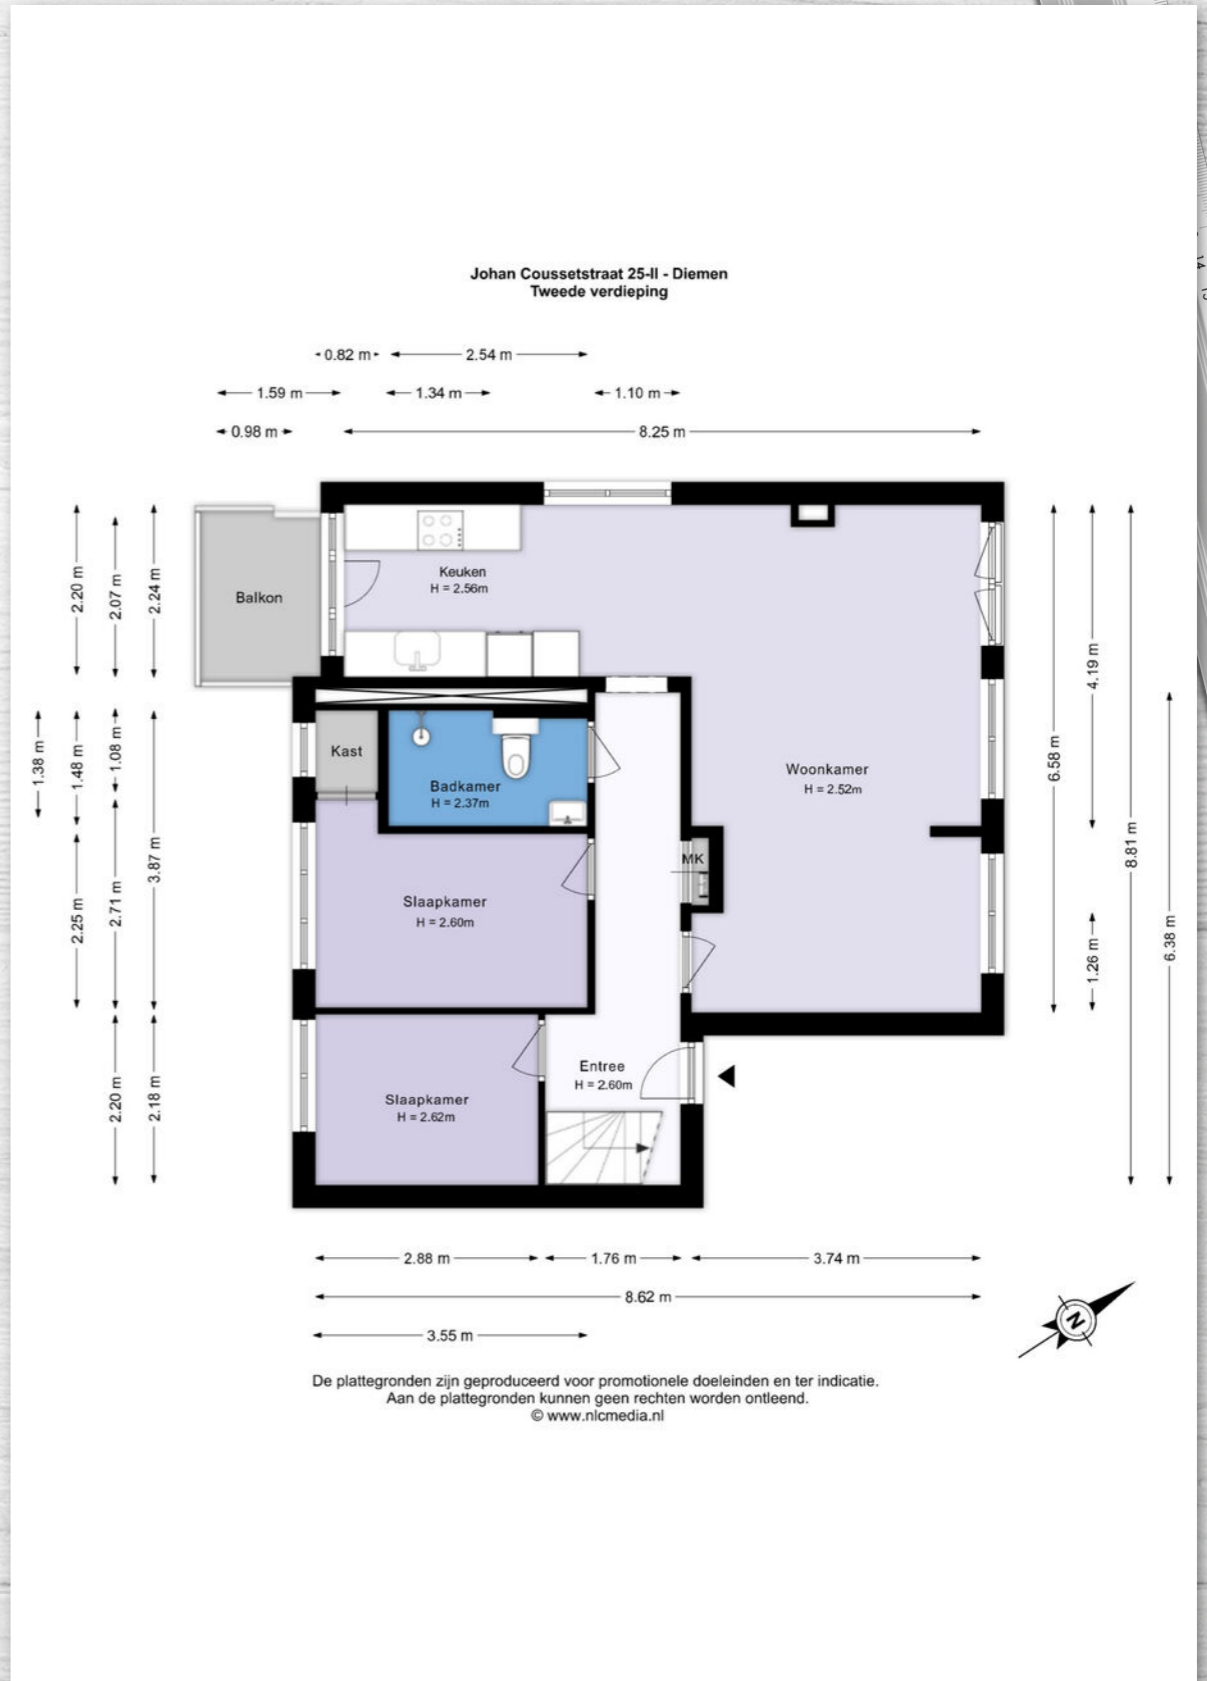 Johan Coussetstraat 25-II - Diemen
Tweede verdieping
0.82 m
2.54 m
1.59 m
1.34 m
1.10 m
0.98 m
8.25 m
2.20 m
2.07 m
2.24 m
Balkon
Keuken
H = 2.56m
4.19 m
1.38 m
1.48 m
1.08 m
Kast
Badkamer
H = 2.37m
Woonkamer
H = 2.52m
6.58 m
8.81 m
3.87 m
MK
2.25 m
2.71 m
Slaapkamer
H = 2.60m
1.26 m
6.38 m
2.20 m
2.18 m
Slaapkamer
H = 2.62m
Entree
H = 2.60m
2.88 m
1.76 m
3.74 m
8.62 m
3.55 m
N
De plattegronden zijn geproduceerd voor promotionele doeleinden en ter indicatie.
Aan de plattegronden kunnen geen rechten worden ontleend.
© www.nlcmedia.nl
14